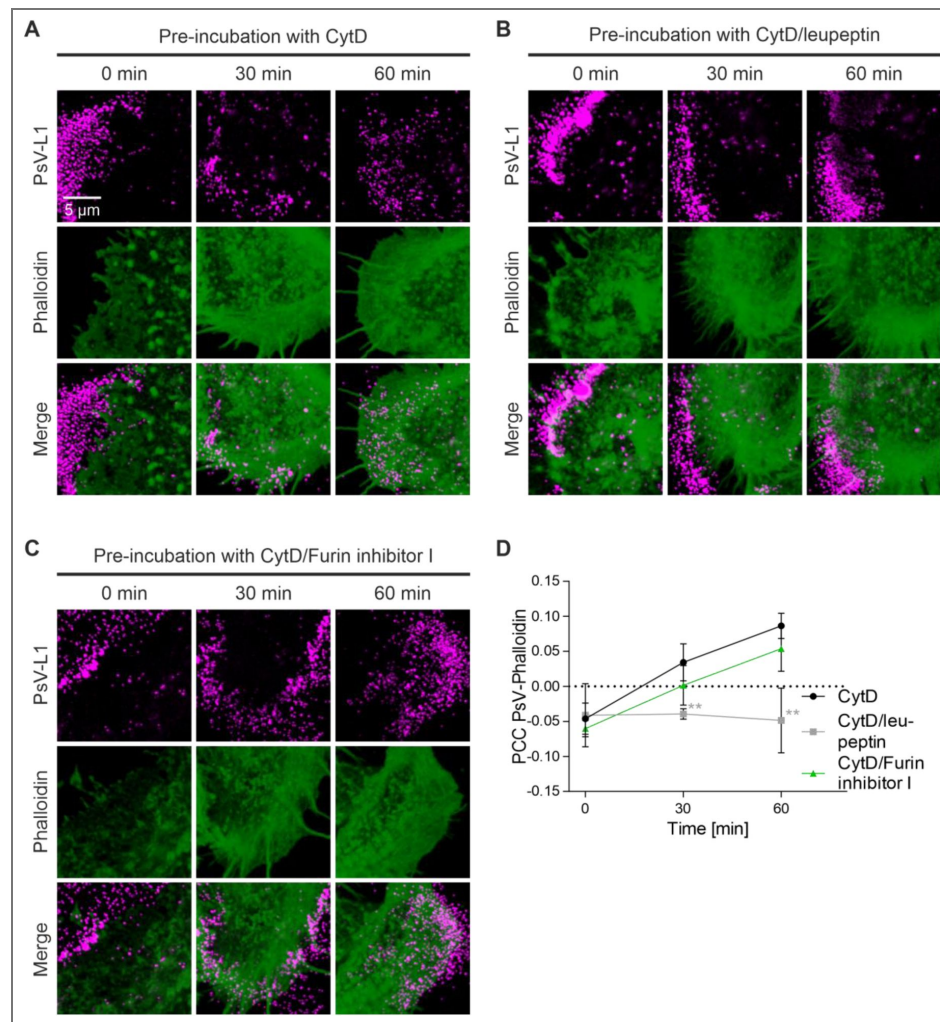 A
Pre-incubation with CytD
0 min
30 min
60 min
PsV-L1
5 µm
Phalloidin
Merge
B
Pre-incubation with CytD/leupeptin
0 min
30 min
60 min
PsV-L1
Phalloidin
Merge
C
Pre-incubation with CytD/Furin inhibitor I
0 min
30 min
60 min
PsV-L1
Phalloidin
Merge
D
PCC PsV-Phalloidin
0.15
0.10
0.05
0.00
-0.05
-0.10
-0.15
**
**
CytD
CytD/leu-
peptin
CytD/Furin
inhibitor I
0
30
60
Time [min]